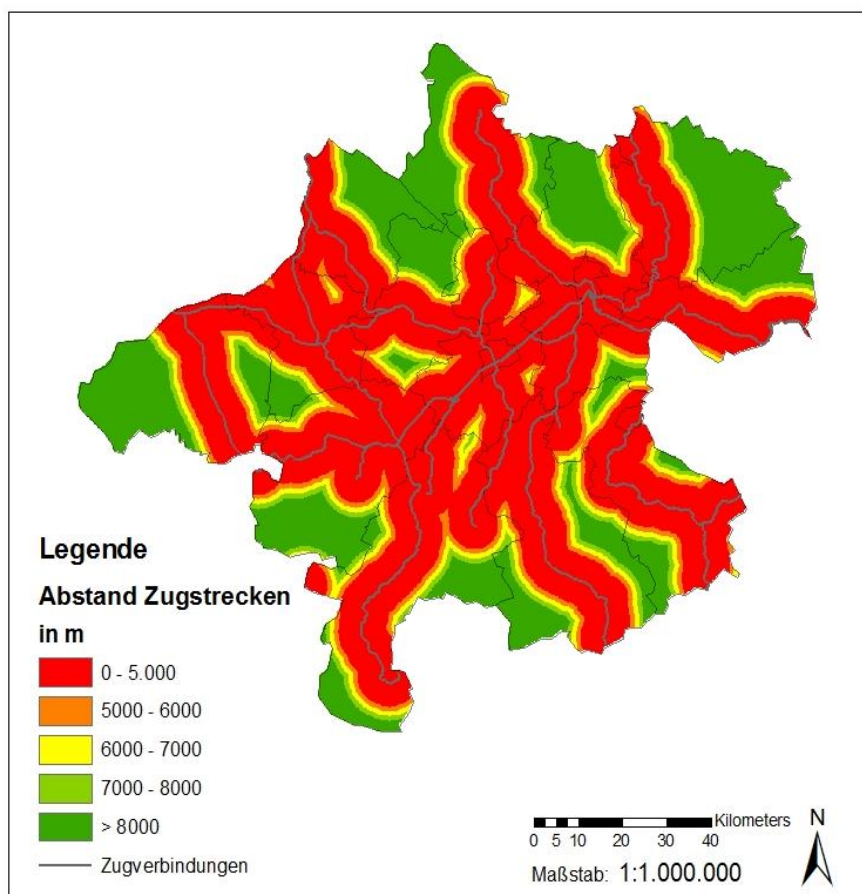 Legende
Abstand Zugstrecken
in m
0 - 5.000
5000 - 6000
6000 - 7000
7000 - 8000
> 8000
Zugverbindungen
Kilometers
0 5 10 20 30 40
Maßstab: 1:1.000.000
N